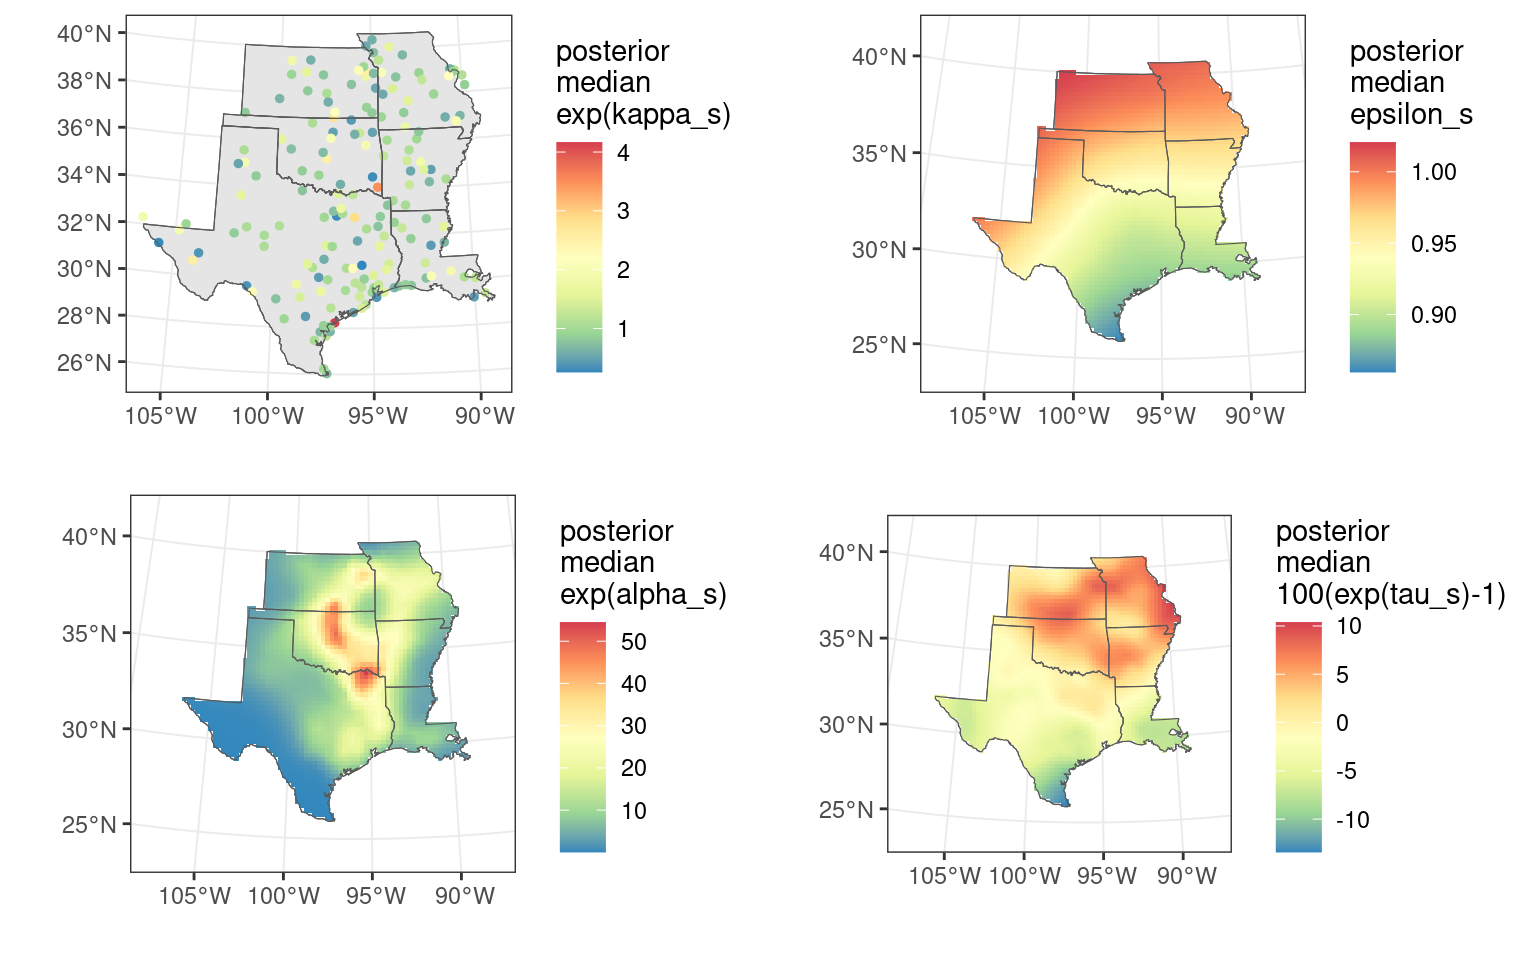 40°N
38°N
36°N
34°N
32°N
30°N
28°N
26°N
105°W 100°W 95°W 90°W
posterior
median
exp(kappa_s)
4
3
2
1
40°N
35°N
30°N
25°N
105°W 100°W 95°W 90°W
posterior
median
epsilon_s
1.00
0.95
0.90
40°N
35°N
30°N
25°N
105°W 100°W 95°W 90°W
posterior
median
exp(alpha_s)
50
40
30
20
10
40°N
35°N
30°N
25°N
105°W 100°W 95°W 90°W
posterior
median
100(exp(tau_s)-1)
10
5
0
-5
-10